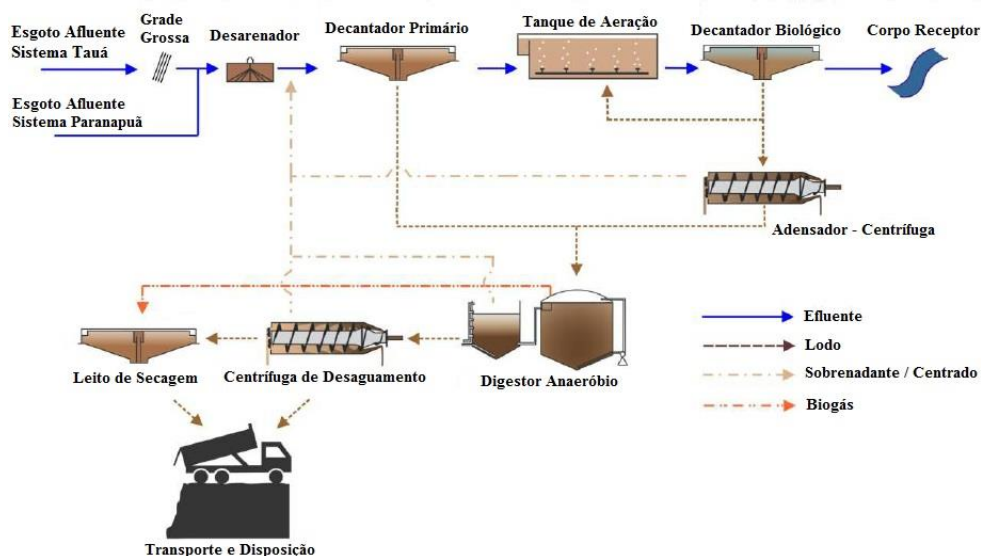 Esgoto Afluente
Sistema Tauá
Grade
Grossa
Desarenador
Decantador Primário
Tanque de Aeração
Decantador Biológico
Corpo Receptor
Esgoto Afluente
Sistema Paranapuã
Adensador - Centrífuga
Leito de Secagem
Centrífuga de Desaguamento
Digestor Anaeróbio
Efluente
Lodo
Sobrenadante / Centrado
Biogás
Transporte e Disposição